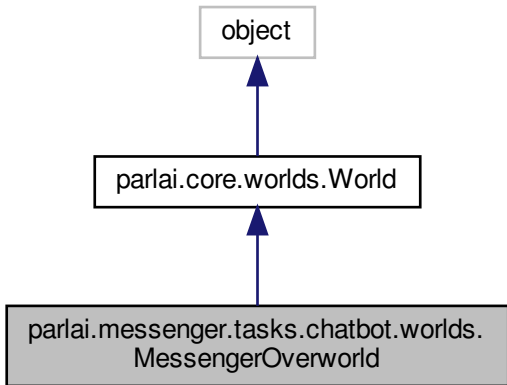 object
parlai.core.worlds.World
parlai.messenger.tasks.chatbot.worlds.
MessengerOverworld